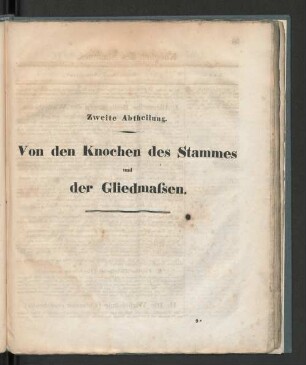 Zweite Abtheilung.
Von den Knochen des Stammes
und
der Gliedmaſsen.